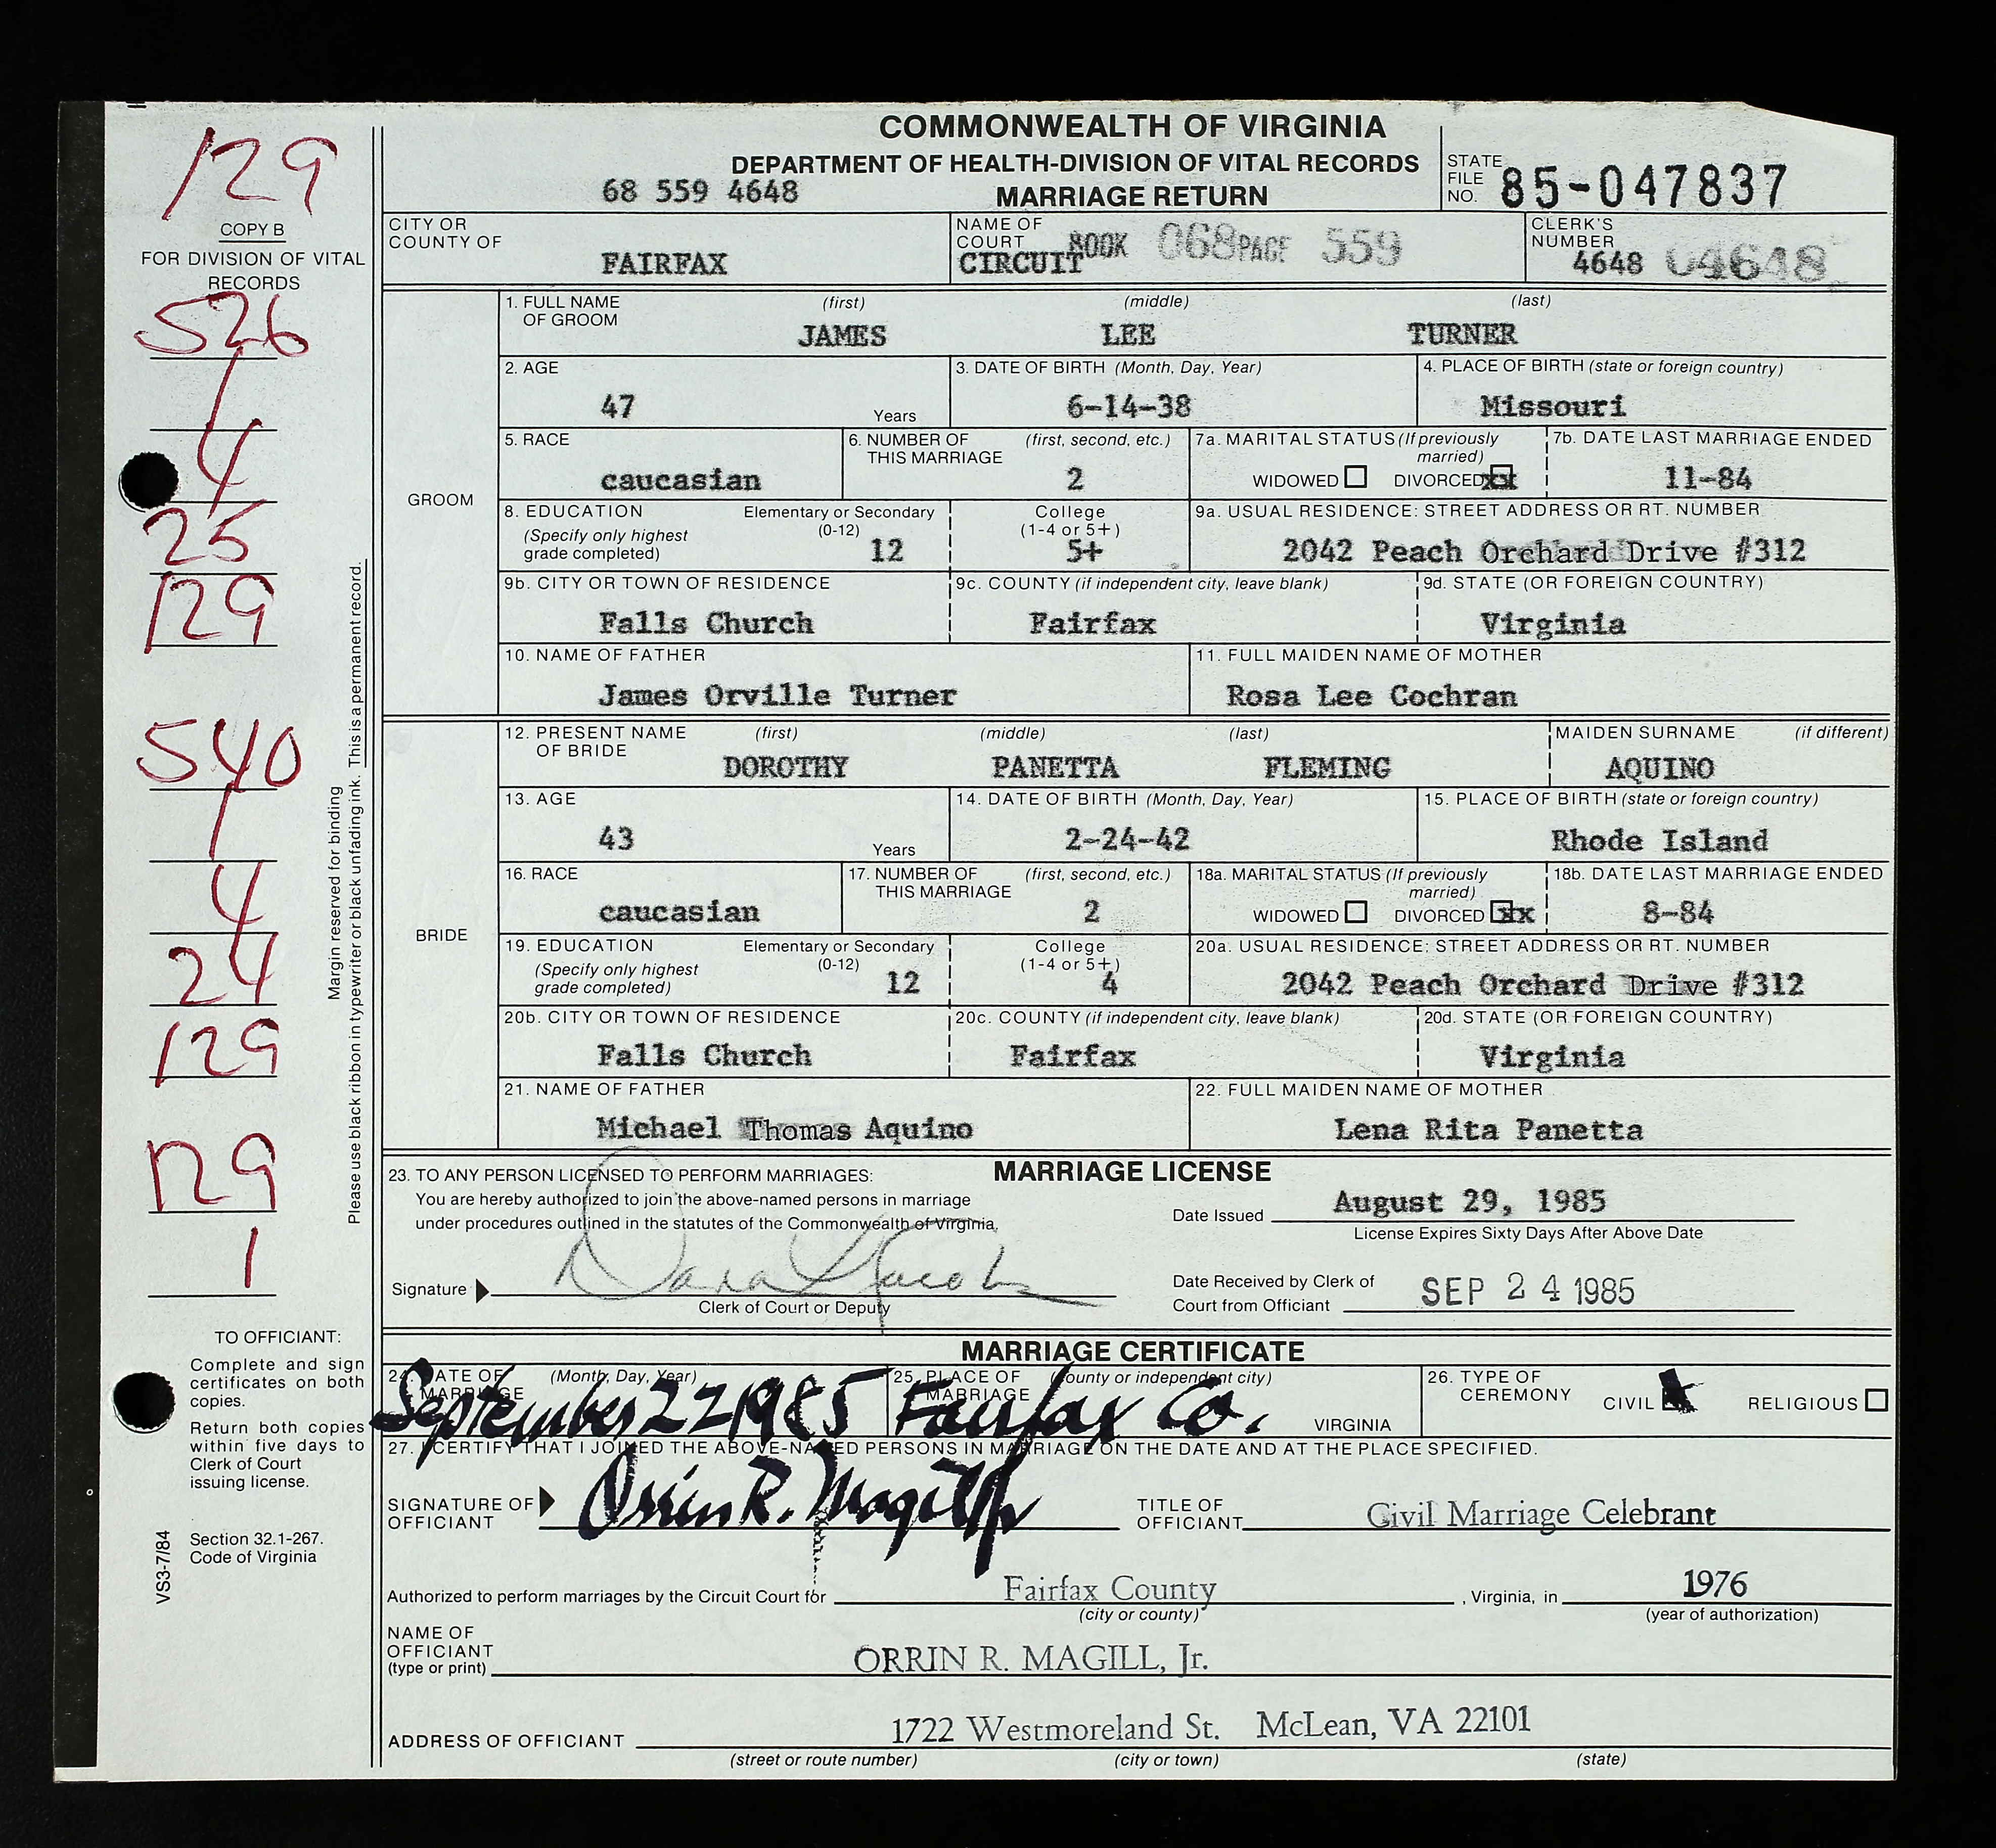 COMMONWEALTH OF VIRGINIA
DEPARTMENT OF HEALTH-DIVISION OF VITAL RECORDS
68 559 4648 MARRIAGE RETURN
STATE FILE NO. 85-047837
129
COPY B
FOR DIVISION OF VITAL RECORDS
526
1
4
25
129
540
1
4
24
129
129
1
Margin reserved for binding
Please use black ribbon in typewriter or black unfading ink. This is a permanent record.
CITY OR COUNTY OF FAIRFAX
NAME OF COURT CIRCUIT BOOK 068 PAGE 559
CLERK'S NUMBER 4648 04648
GROOM
1. FULL NAME OF GROOM (first) (middle) (last)
JAMES LEE TURNER
2. AGE 47 Years
3. DATE OF BIRTH (Month, Day, Year) 6-14-38
4. PLACE OF BIRTH (state or foreign country) Missouri
5. RACE caucasian
6. NUMBER OF THIS MARRIAGE (first, second, etc.) 2
7a. MARITAL STATUS (If previously married) WIDOWED DIVORCED xx
7b. DATE LAST MARRIAGE ENDED 11-84
8. EDUCATION (Specify only highest grade completed) Elementary or Secondary (0-12) 12
College (1-4 or 5+) 5+
9a. USUAL RESIDENCE: STREET ADDRESS OR RT. NUMBER 2042 Peach Orchard Drive #312
9b. CITY OR TOWN OF RESIDENCE Falls Church
9c. COUNTY (if independent city, leave blank) Fairfax
9d. STATE (OR FOREIGN COUNTRY) Virginia
10. NAME OF FATHER James Orville Turner
11. FULL MAIDEN NAME OF MOTHER Rosa Lee Cochran
BRIDE
12. PRESENT NAME OF BRIDE (first) (middle) (last) MAIDEN SURNAME (if different)
DOROTHY PANETTA FLEMING AQUINO
13. AGE 43 Years
14. DATE OF BIRTH (Month, Day, Year) 2-24-42
15. PLACE OF BIRTH (state or foreign country) Rhode Island
16. RACE caucasian
17. NUMBER OF THIS MARRIAGE (first, second, etc.) 2
18a. MARITAL STATUS (If previously married) WIDOWED DIVORCED xx
18b. DATE LAST MARRIAGE ENDED 8-84
19. EDUCATION (Specify only highest grade completed) Elementary or Secondary (0-12) 12
College (1-4 or 5+) 4
20a. USUAL RESIDENCE: STREET ADDRESS OR RT. NUMBER 2042 Peach Orchard Drive #312
20b. CITY OR TOWN OF RESIDENCE Falls Church
20c. COUNTY (if independent city, leave blank) Fairfax
20d. STATE (OR FOREIGN COUNTRY) Virginia
21. NAME OF FATHER Michael Thomas Aquino
22. FULL MAIDEN NAME OF MOTHER Lena Rita Panetta
23. TO ANY PERSON LICENSED TO PERFORM MARRIAGES: MARRIAGE LICENSE
You are hereby authorized to join the above-named persons in marriage
under procedures outlined in the statutes of the Commonwealth of Virginia.
Date Issued August 29, 1985
License Expires Sixty Days After Above Date
Signature
Clerk of Court or Deputy
Date Received by Clerk of Court from Officiant SEP 24 1985
MARRIAGE CERTIFICATE
24. DATE OF MARRIAGE (Month, Day, Year) September 22 1985
25. PLACE OF MARRIAGE (county or independent city) Fairfax Co. VIRGINIA
26. TYPE OF CEREMONY CIVIL RELIGIOUS
27. I CERTIFY THAT I JOINED THE ABOVE-NAMED PERSONS IN MARRIAGE ON THE DATE AND AT THE PLACE SPECIFIED.
SIGNATURE OF OFFICIANT Orrin R. Magill Jr
TITLE OF OFFICIANT Civil Marriage Celebrant
Authorized to perform marriages by the Circuit Court for Fairfax County, Virginia, in 1976
(city or county) (year of authorization)
NAME OF OFFICIANT (type or print) ORRIN R. MAGILL, Jr.
ADDRESS OF OFFICIANT 1722 Westmoreland St. McLean, VA 22101
(street or route number) (city or town) (state)
TO OFFICIANT:
Complete and sign
certificates on both
copies.
Return both copies
within five days to
Clerk of Court
issuing license.
Section 32.1-267.
Code of Virginia
VS3-7/84